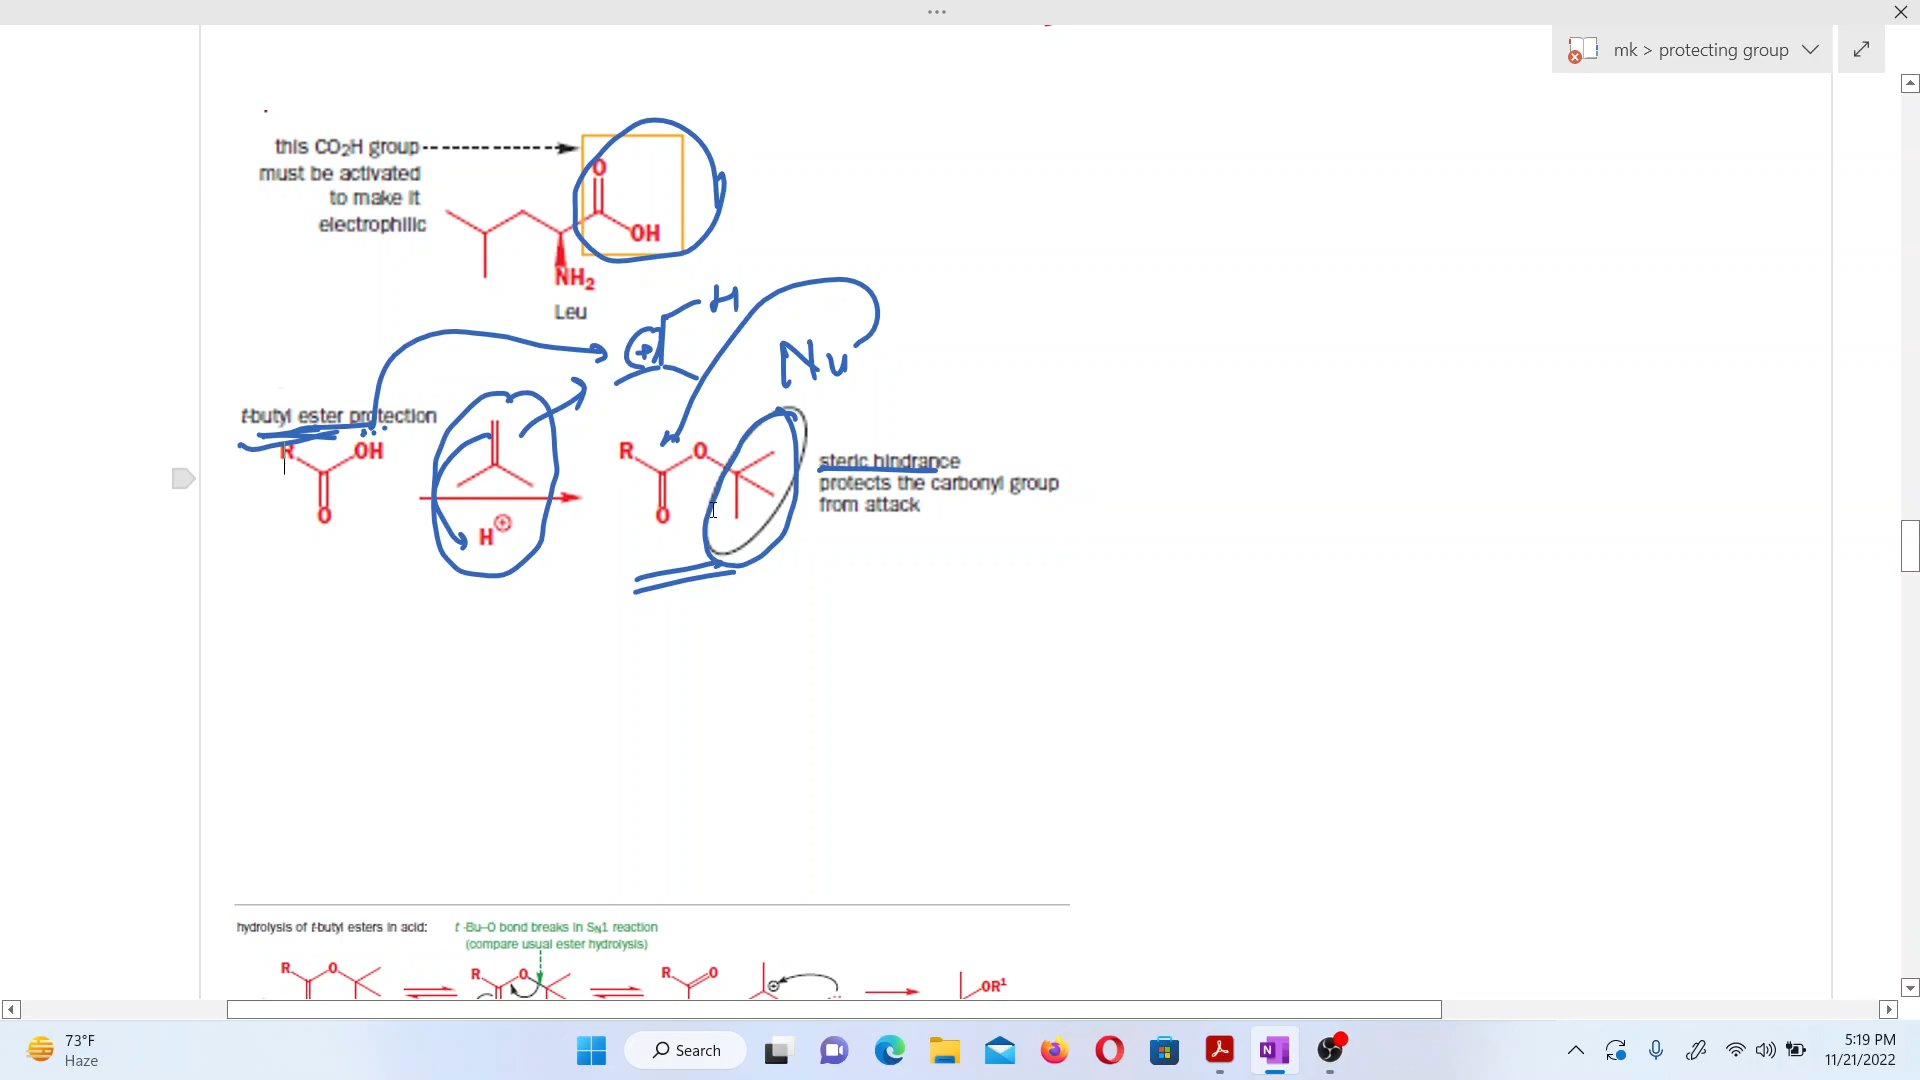 mk > protecting group
this CO₂H group
must be activated
to make it
electrophilic
O
OH
NH₂
Leu
H
+
Nu
t-butyl ester protection
R
OH
O
H⊕
R
O
O
steric hindrance
protects the carbonyl group
from attack
hydrolysis of t-butyl esters in acid:
t-Bu–O bond breaks in SN1 reaction
(compare usual ester hydrolysis)
R
O
R
O
R
O
⊕
OR¹
73°F
Haze
Search
5:19 PM
11/21/2022